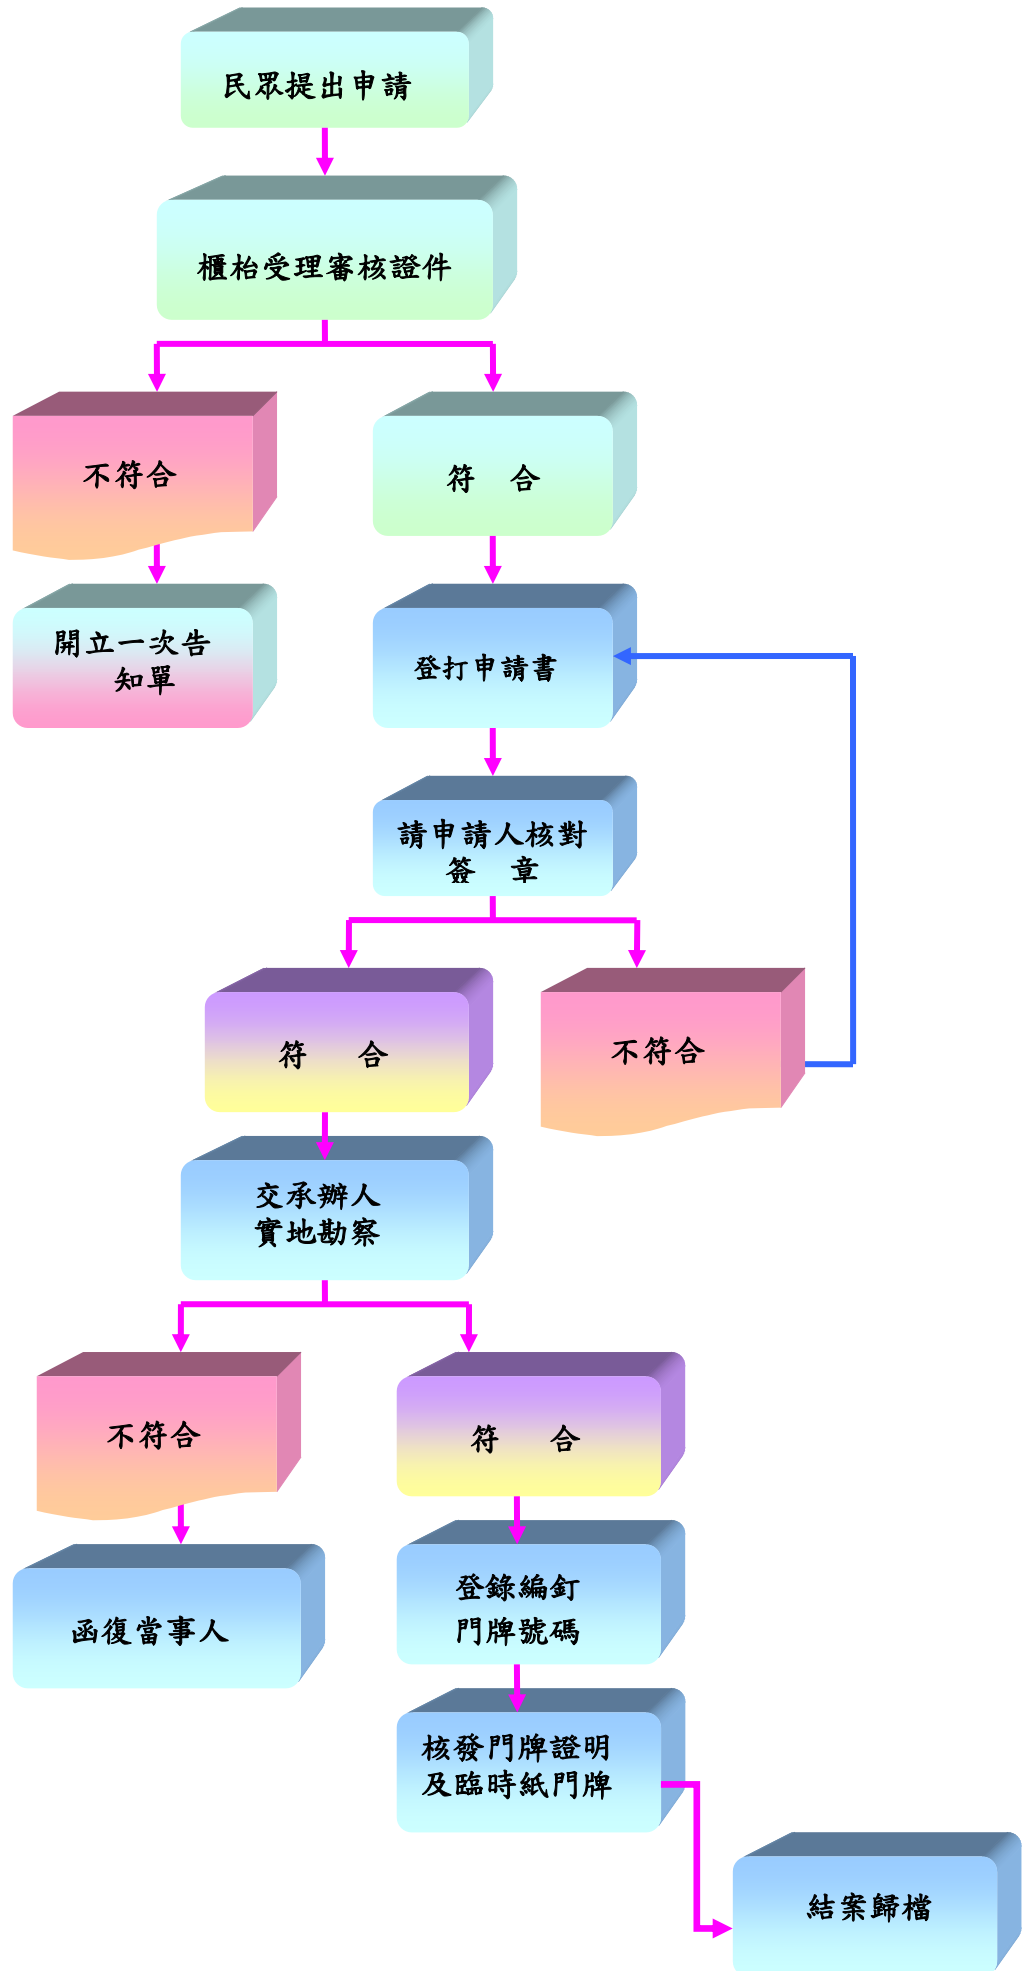 民眾提出申請
櫃枱受理審核證件
不符合
符 合
開立一次告
知單
登打申請書
請申請人核對
簽 章
符 合
不符合
交承辦人
實地勘察
不符合
符 合
函復當事人
登錄編釘
門牌號碼
核發門牌證明
及臨時紙門牌
結案歸檔